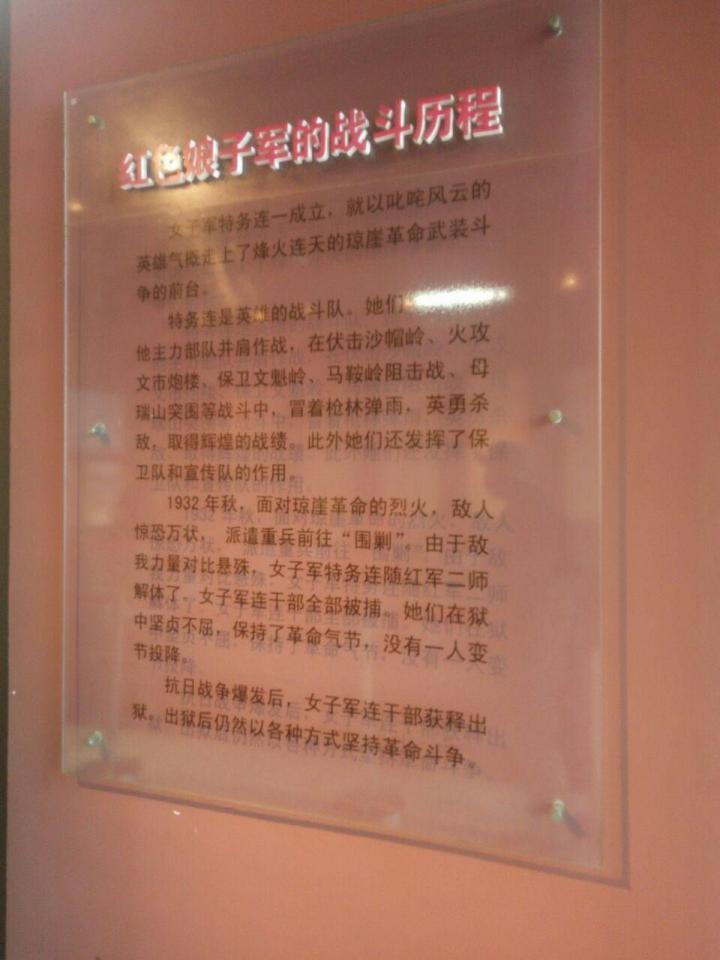 红色娘子军的战斗历程
女子军特务连一成立，就以叱咤风云的
英雄气概走上了烽火连天的琼崖革命武装斗
争的前台。
特务连是英雄的战斗队。她们
他主力部队并肩作战，在伏击沙帽岭、火攻
文市炮楼、保卫文魁岭、马鞍岭阻击战、母
瑞山突围等战斗中，冒着枪林弹雨，英勇杀
敌，取得辉煌的战绩。此外她们还发挥了保
卫队和宣传队的作用。
1932年秋，面对琼崖革命的烈火，敌人
惊恐万状，派遣重兵前往“围剿”。由于敌
我力量对比悬殊，女子军特务连随红军二师
解体了。女子军连干部全部被捕。她们在狱
中坚贞不屈，保持了革命气节，没有一人变
节投降。
抗日战争爆发后，女子军连干部获释出
狱。出狱后仍然以各种方式坚持革命斗争。